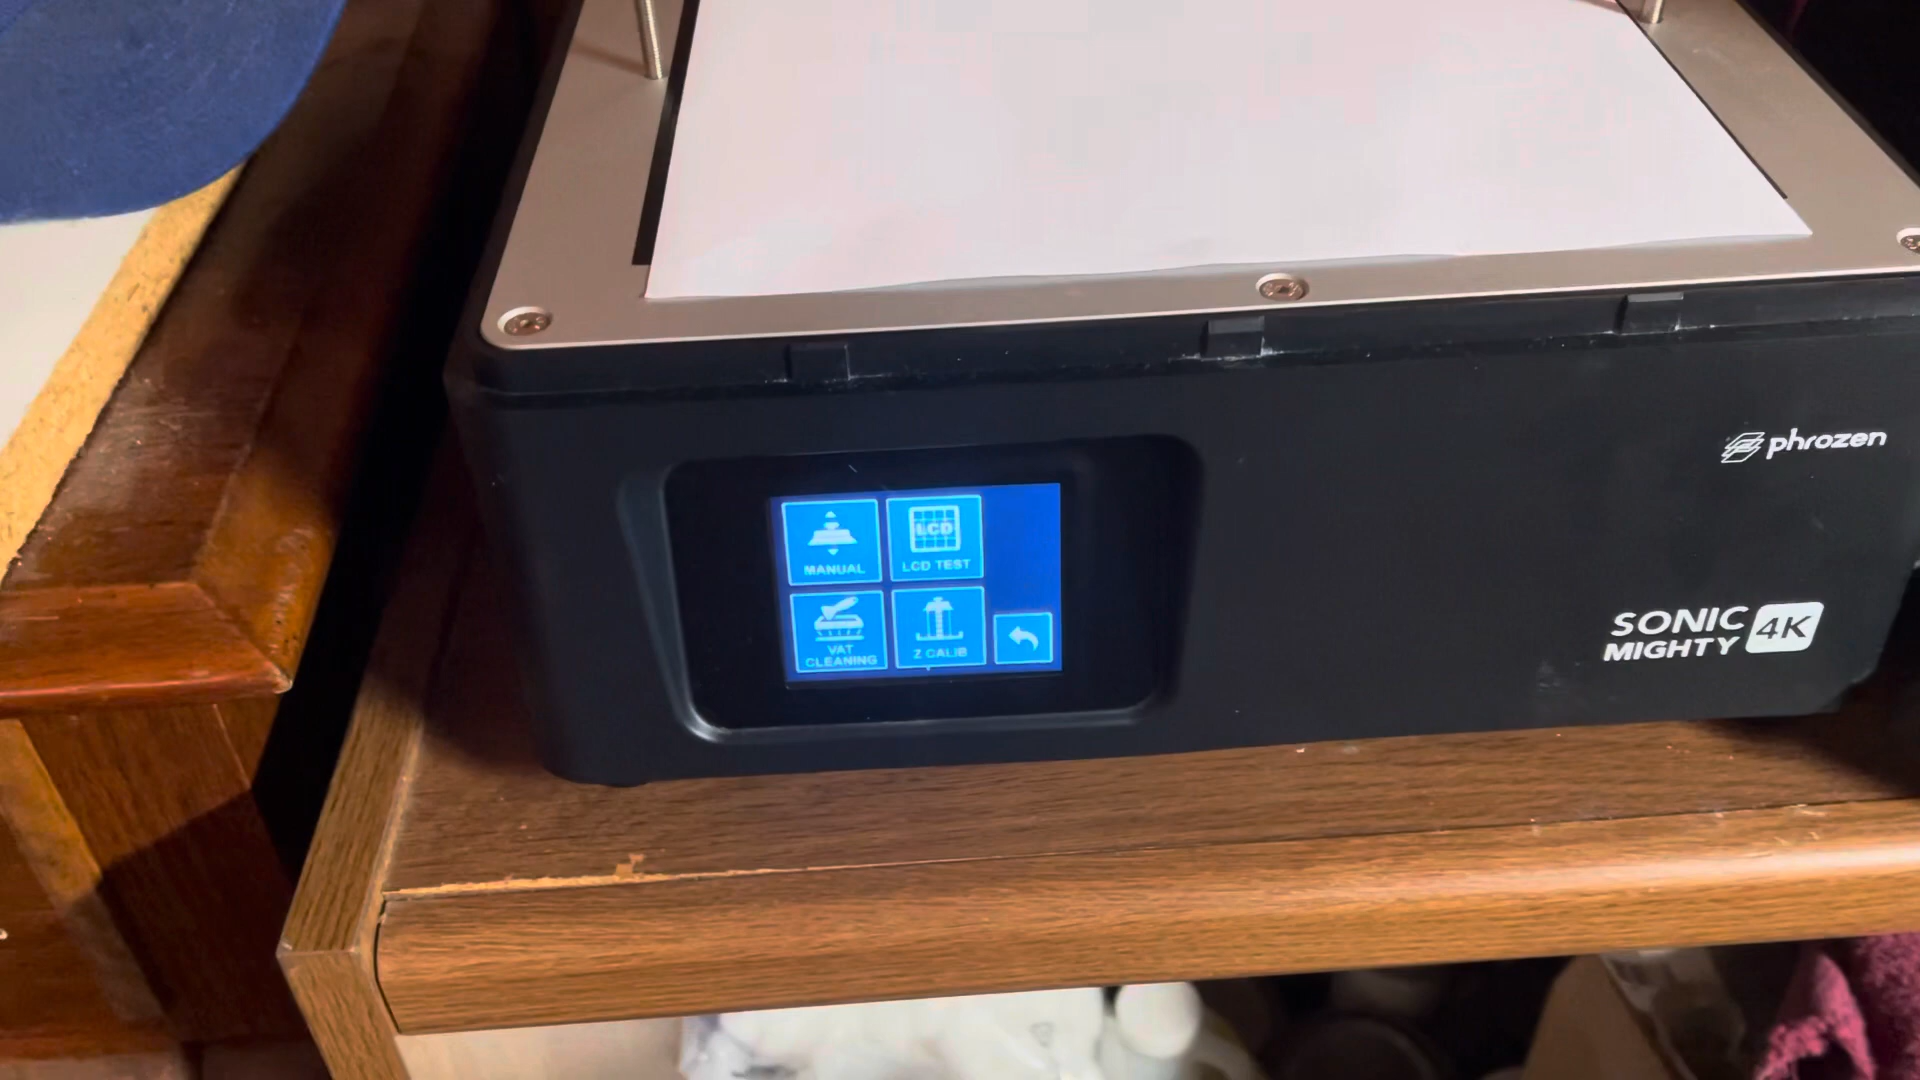 LCD
MANUAL
LCD TEST
VAT
CLEANING
Z CALIB
phrozen
SONIC
MIGHTY 4K